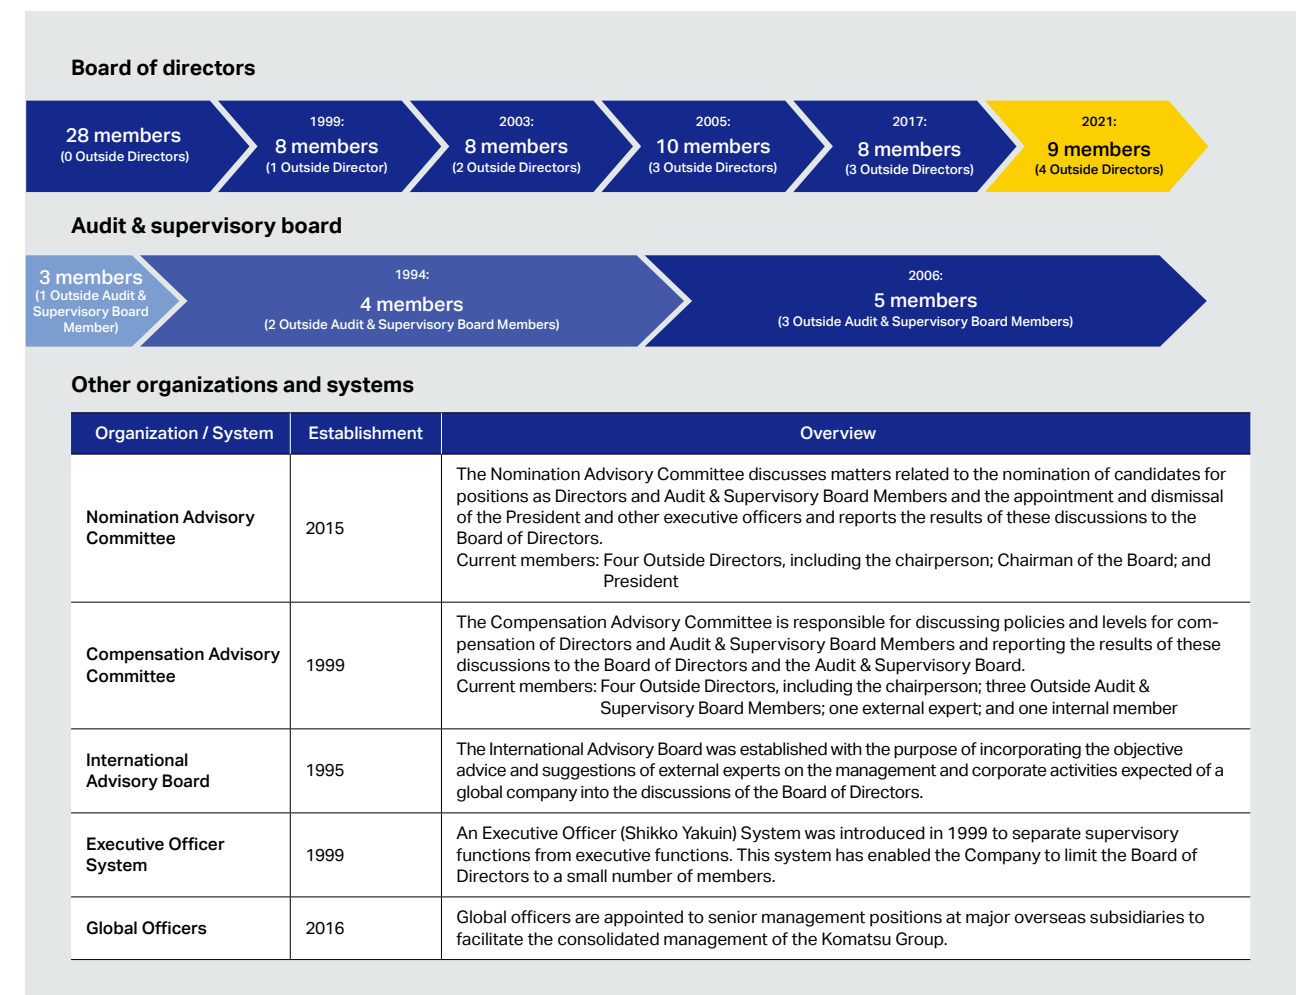 Board of directors
28 members
(0 Outside Directors)
1999:
8 members
(1 Outside Director)
2003:
8 members
(2 Outside Directors)
2005:
10 members
(3 Outside Directors)
2017:
8 members
(3 Outside Directors)
2021:
9 members
(4 Outside Directors)
Audit & supervisory board
3 members
(1 Outside Audit &
Supervisory Board
Member)
1994:
4 members
(2 Outside Audit & Supervisory Board Members)
2006:
5 members
(3 Outside Audit & Supervisory Board Members)
Other organizations and systems
Organization / System
Establishment
Overview
Nomination Advisory
Committee
2015
The Nomination Advisory Committee discusses matters related to the nomination of candidates for
positions as Directors and Audit & Supervisory Board Members and the appointment and dismissal
of the President and other executive officers and reports the results of these discussions to the
Board of Directors.
Current members: Four Outside Directors, including the chairperson; Chairman of the Board; and
President
Compensation Advisory
Committee
1999
The Compensation Advisory Committee is responsible for discussing policies and levels for com-
pensation of Directors and Audit & Supervisory Board Members and reporting the results of these
discussions to the Board of Directors and the Audit & Supervisory Board.
Current members: Four Outside Directors, including the chairperson; three Outside Audit &
Supervisory Board Members; one external expert; and one internal member
International
Advisory Board
1995
The International Advisory Board was established with the purpose of incorporating the objective
advice and suggestions of external experts on the management and corporate activities expected of a
global company into the discussions of the Board of Directors.
Executive Officer
System
1999
An Executive Officer (Shikko Yakuin) System was introduced in 1999 to separate supervisory
functions from executive functions. This system has enabled the Company to limit the Board of
Directors to a small number of members.
Global Officers
2016
Global officers are appointed to senior management positions at major overseas subsidiaries to
facilitate the consolidated management of the Komatsu Group.